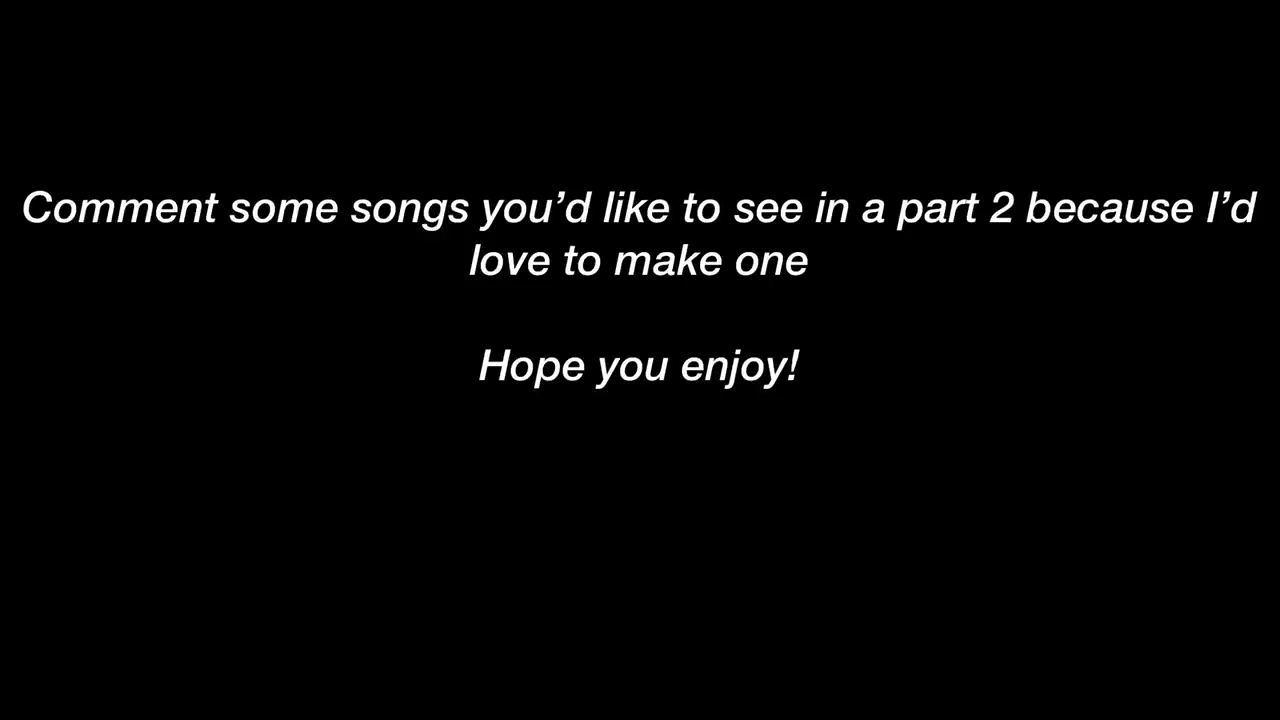 Comment some songs you’d like to see in a part 2 because I’d
love to make one
Hope you enjoy!